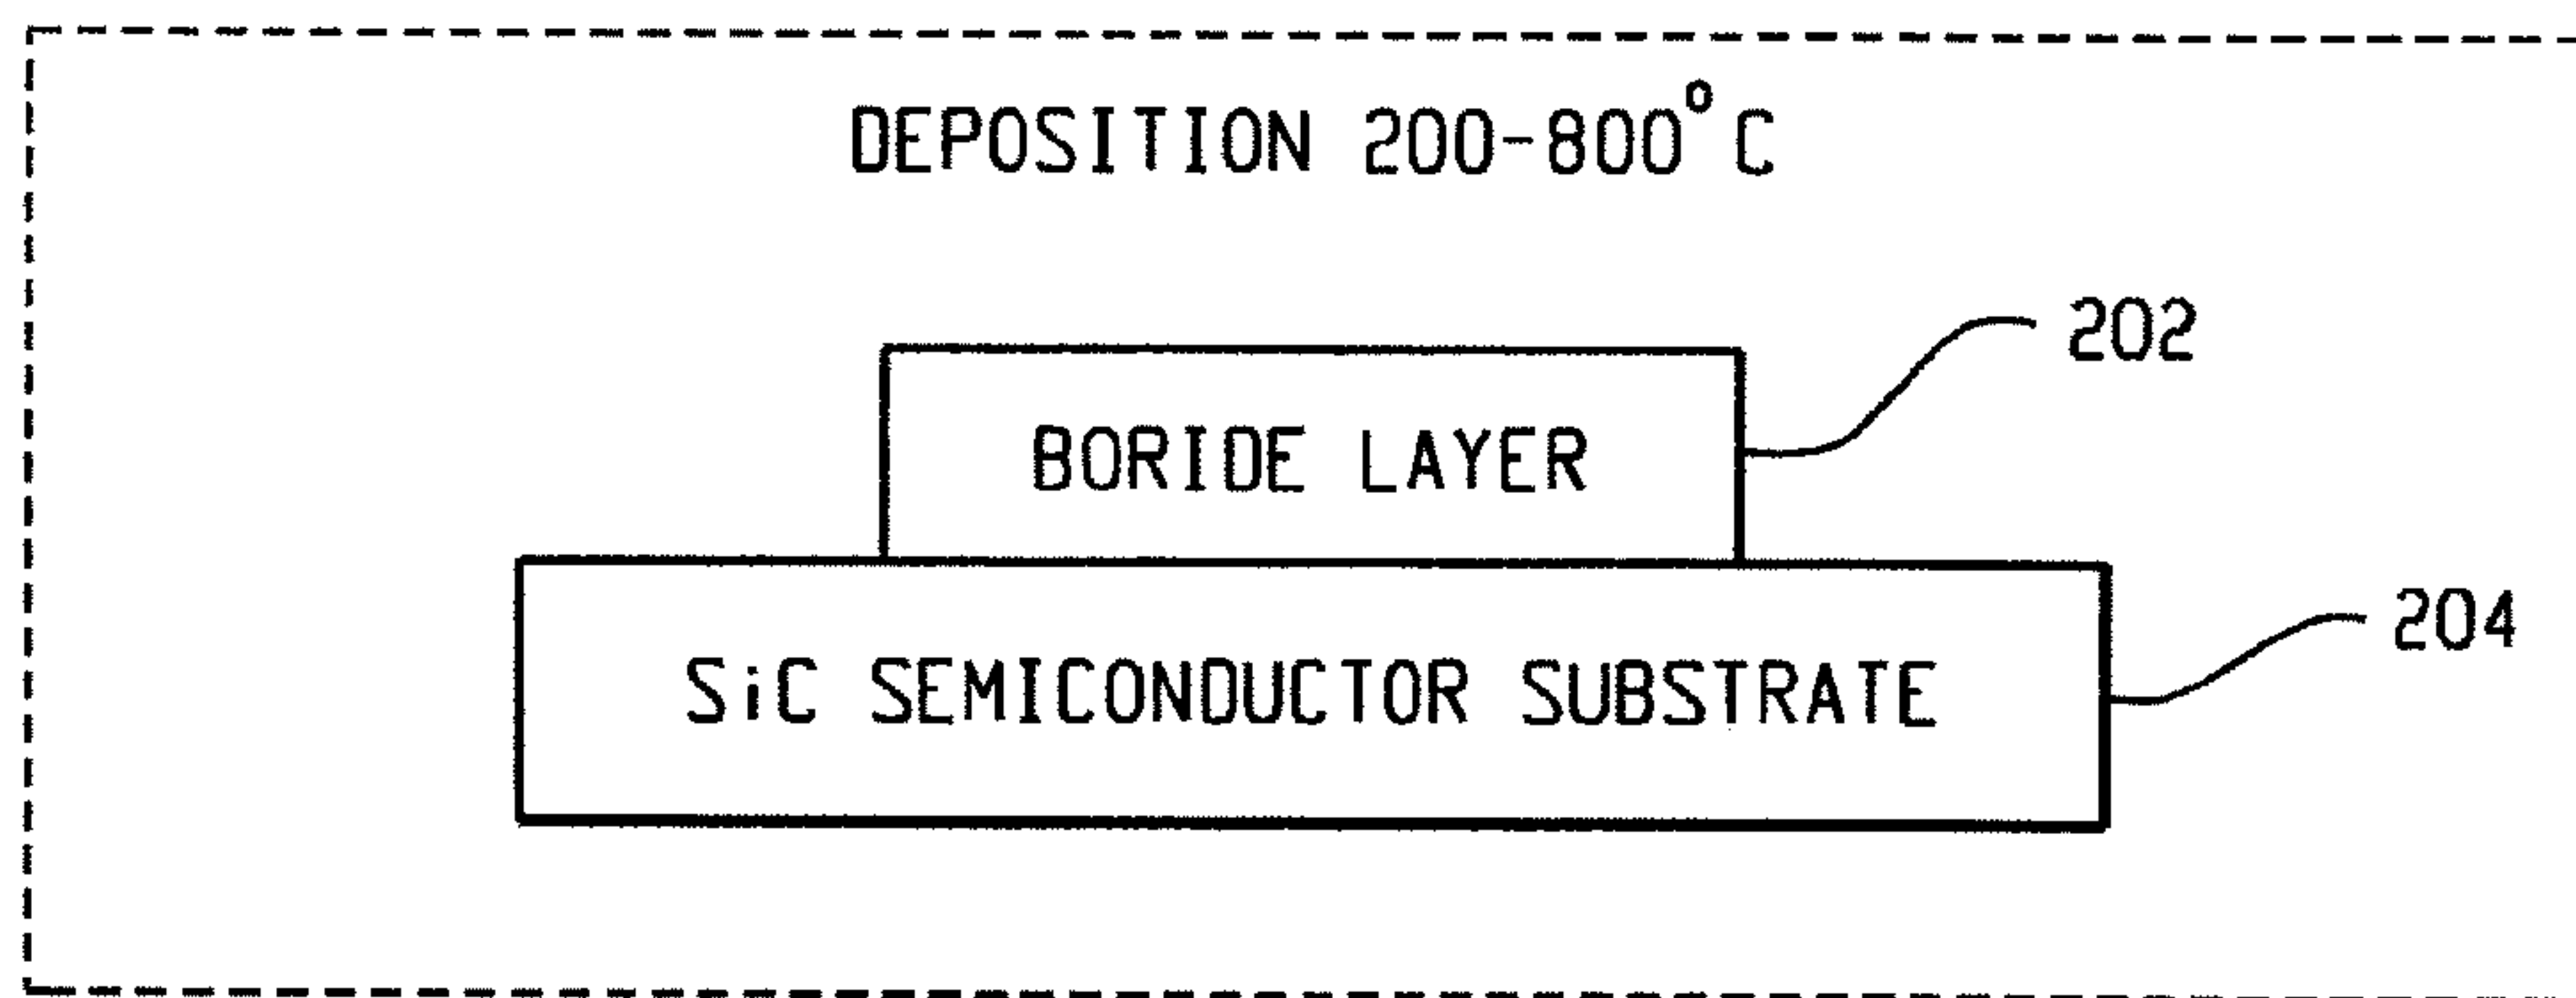 DEPOSITION 200-800°C
202
BORIDE LAYER
204
SiC SEMICONDUCTOR SUBSTRATE